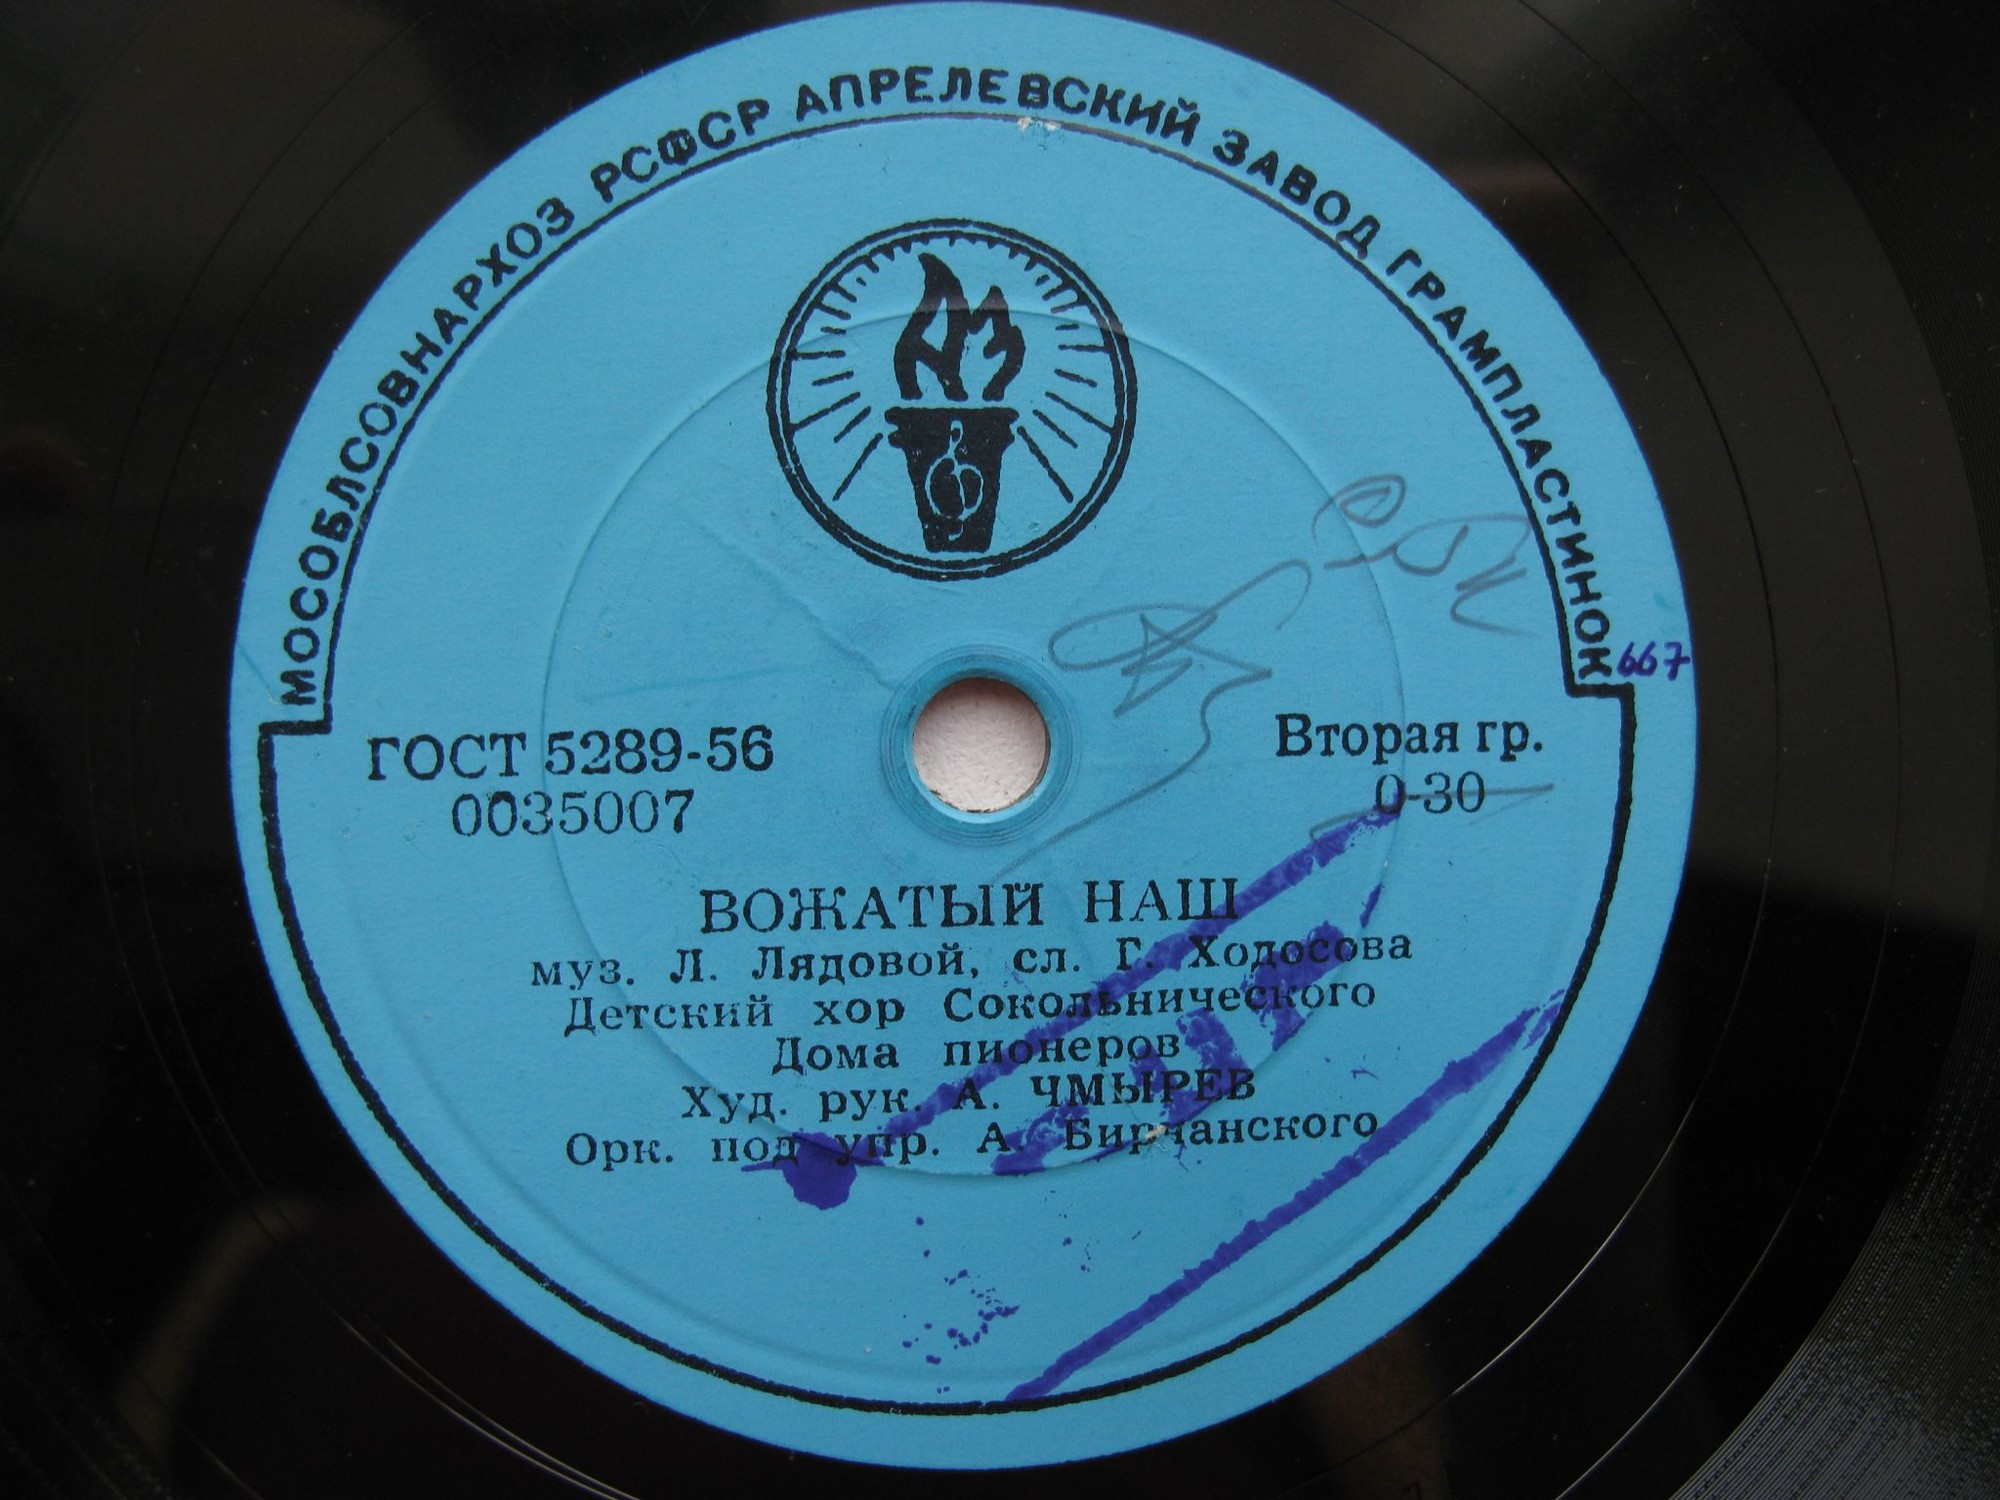 МОСОБЛСОВНАРХОЗ РСФСР АПРЕЛЕВСКИЙ ЗАВОД ГРАМПЛАСТИНОК
667
ГОСТ 5289-56
0035007
Вторая гр.
0-30
ВОЖАТЫЙ НАШ
муз. Л. Лядовой, сл. Г. Ходосова
Детский хор Сокольнического
Дома пионеров
Худ. рук. А. ЧМЫРЕВ
Орк. под упр. А. Бирчанского